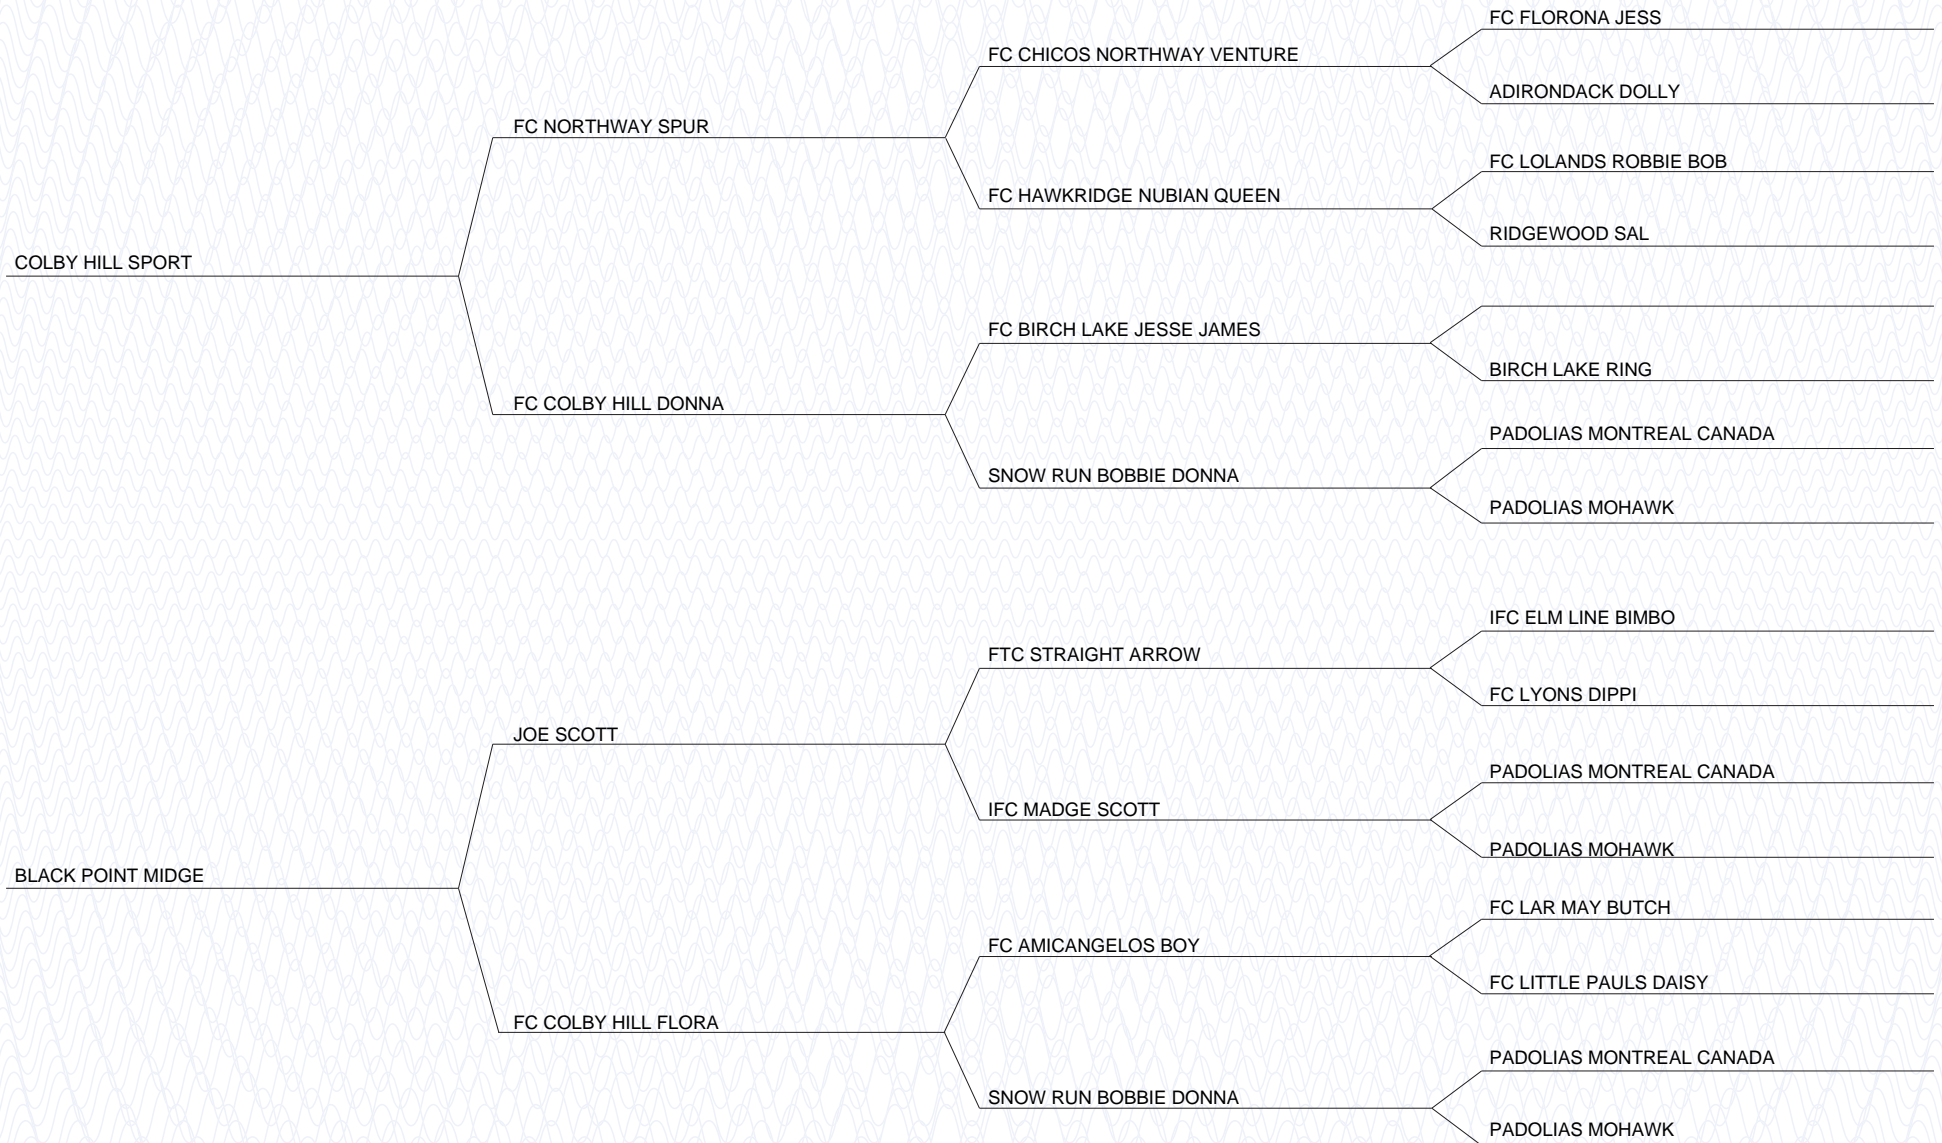 FC FLORONA JESS
FC CHICOS NORTHWAY VENTURE
ADIRONDACK DOLLY
FC NORTHWAY SPUR
FC LOLANDS ROBBIE BOB
FC HAWKRIDGE NUBIAN QUEEN
RIDGEWOOD SAL
COLBY HILL SPORT
FC BIRCH LAKE JESSE JAMES
BIRCH LAKE RING
FC COLBY HILL DONNA
PADOLIAS MONTREAL CANADA
SNOW RUN BOBBIE DONNA
PADOLIAS MOHAWK
IFC ELM LINE BIMBO
FTC STRAIGHT ARROW
FC LYONS DIPPI
JOE SCOTT
PADOLIAS MONTREAL CANADA
IFC MADGE SCOTT
PADOLIAS MOHAWK
BLACK POINT MIDGE
FC LAR MAY BUTCH
FC AMICANGELOS BOY
FC LITTLE PAULS DAISY
FC COLBY HILL FLORA
PADOLIAS MONTREAL CANADA
SNOW RUN BOBBIE DONNA
PADOLIAS MOHAWK